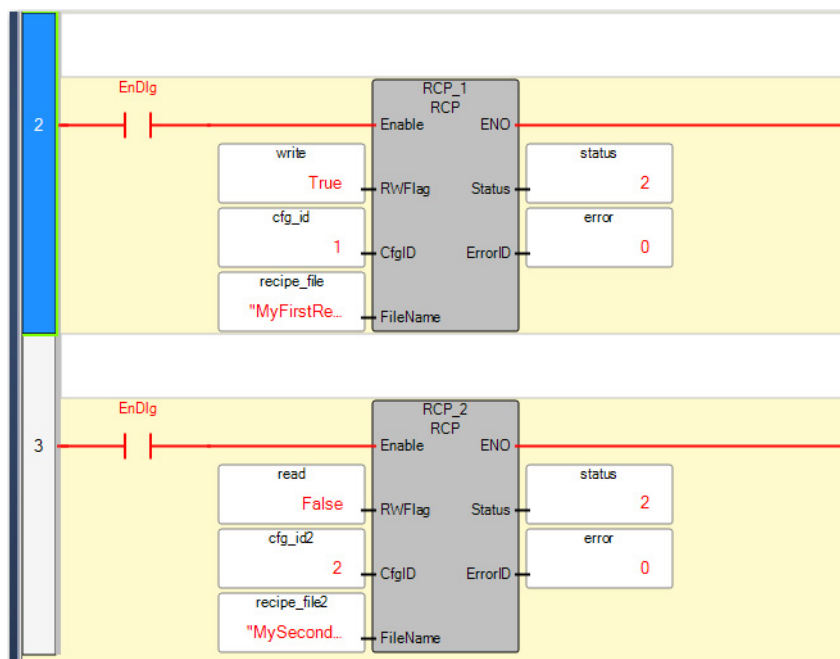 EnDlg
RCP_1
RCP
2
Enable ENO
write
True
RWFlag
status
2
Status
cfg_id
1
CfgID
error
0
ErrorID
recipe_file
"MyFirstRe...
FileName
EnDlg
RCP_2
RCP
3
Enable ENO
read
False
RWFlag
status
2
Status
cfg_id2
2
CfgID
error
0
ErrorID
recipe_file2
"MySecond...
FileName